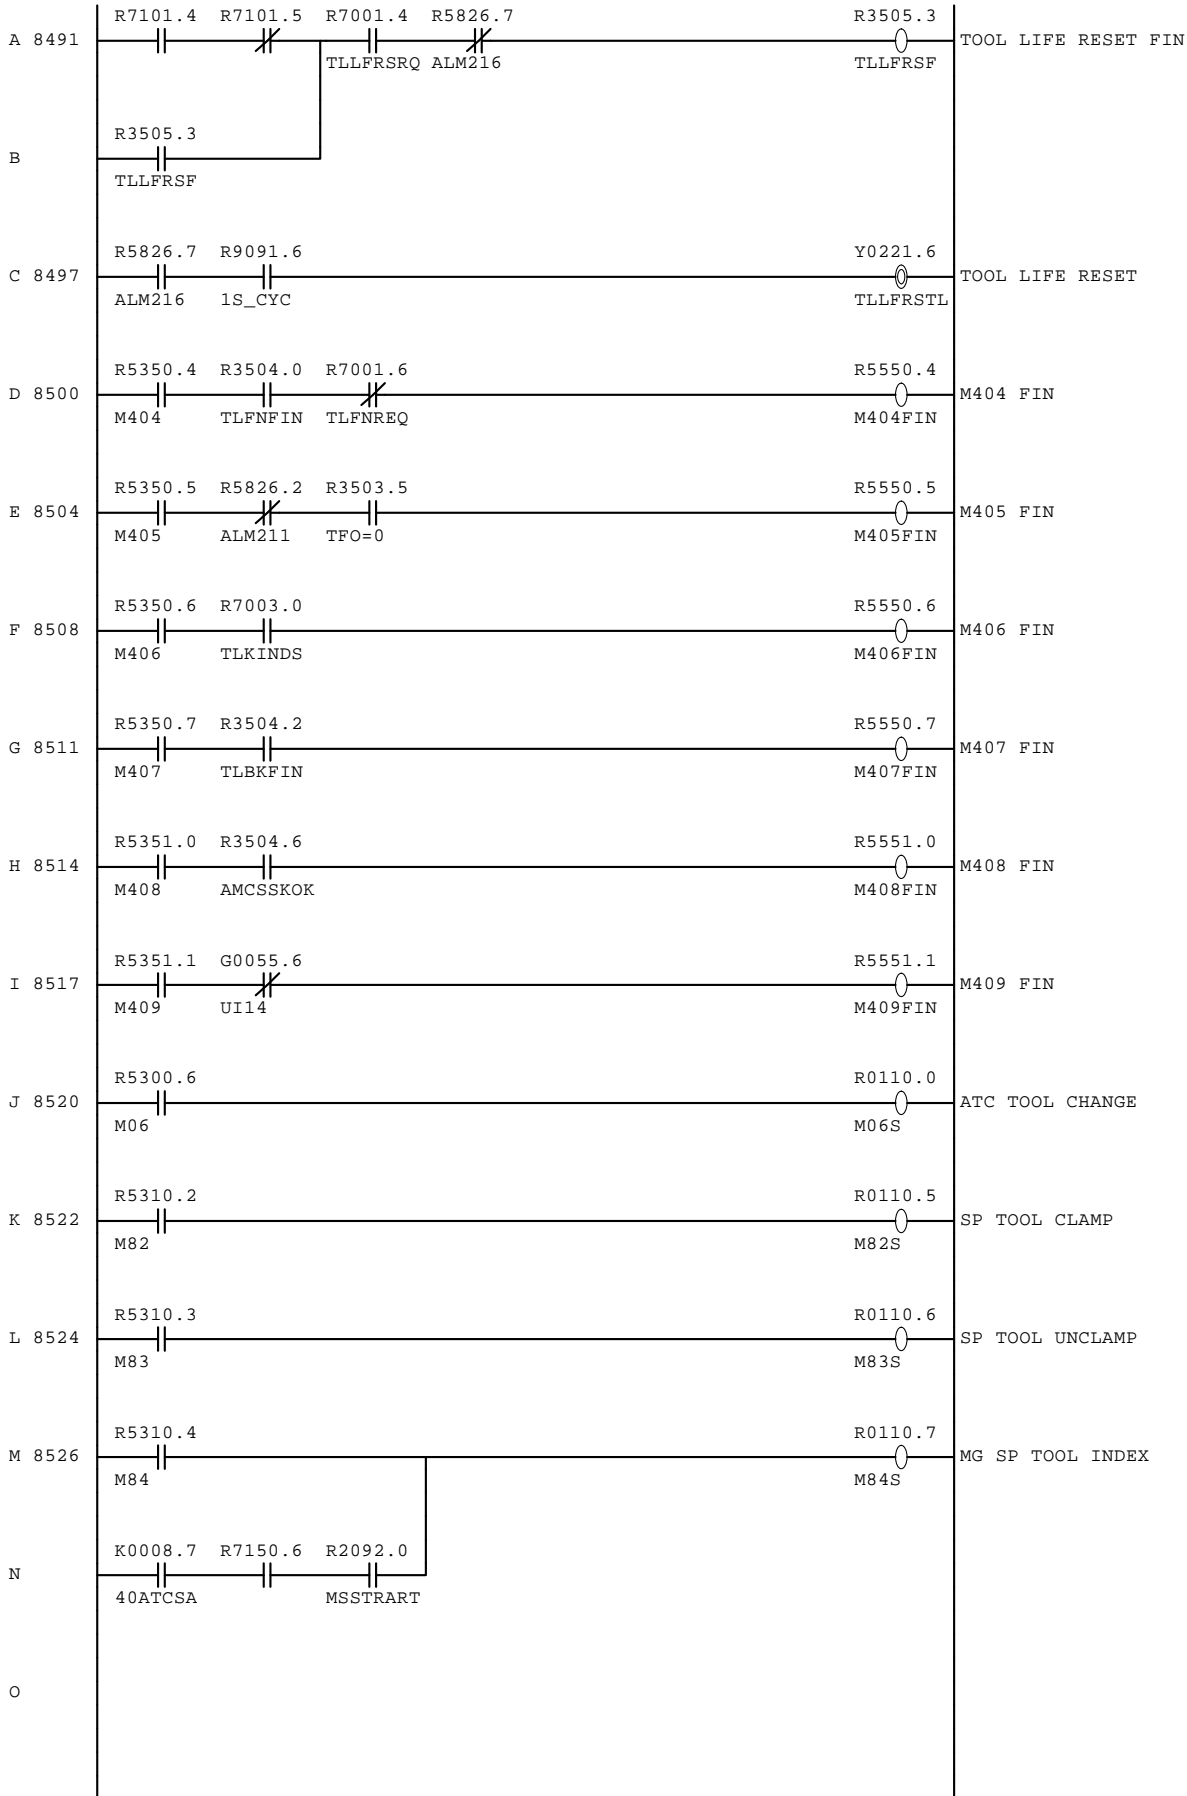 R7101.4 R7101.5 R7001.4 R5826.7 R3505.3
A 8491 TOOL LIFE RESET FIN
TLLFRSRQ ALM216 TLLFRSF
R3505.3
B
TLLFRSF
R5826.7 R9091.6 Y0221.6
C 8497 TOOL LIFE RESET
ALM216 1S_CYC TLLFRSTL
R5350.4 R3504.0 R7001.6 R5550.4
D 8500 M404 FIN
M404 TLFNFIN TLFNREQ M404FIN
R5350.5 R5826.2 R3503.5 R5550.5
E 8504 M405 FIN
M405 ALM211 TFO=0 M405FIN
R5350.6 R7003.0 R5550.6
F 8508 M406 FIN
M406 TLKINDS M406FIN
R5350.7 R3504.2 R5550.7
G 8511 M407 FIN
M407 TLBKFIN M407FIN
R5351.0 R3504.6 R5551.0
H 8514 M408 FIN
M408 AMCSSKOK M408FIN
R5351.1 G0055.6 R5551.1
I 8517 M409 FIN
M409 UI14 M409FIN
R5300.6 R0110.0
J 8520 ATC TOOL CHANGE
M06 M06S
R5310.2 R0110.5
K 8522 SP TOOL CLAMP
M82 M82S
R5310.3 R0110.6
L 8524 SP TOOL UNCLAMP
M83 M83S
R5310.4 R0110.7
M 8526 MG SP TOOL INDEX
M84 M84S
K0008.7 R7150.6 R2092.0
N
40ATCSA MSSTRART
O